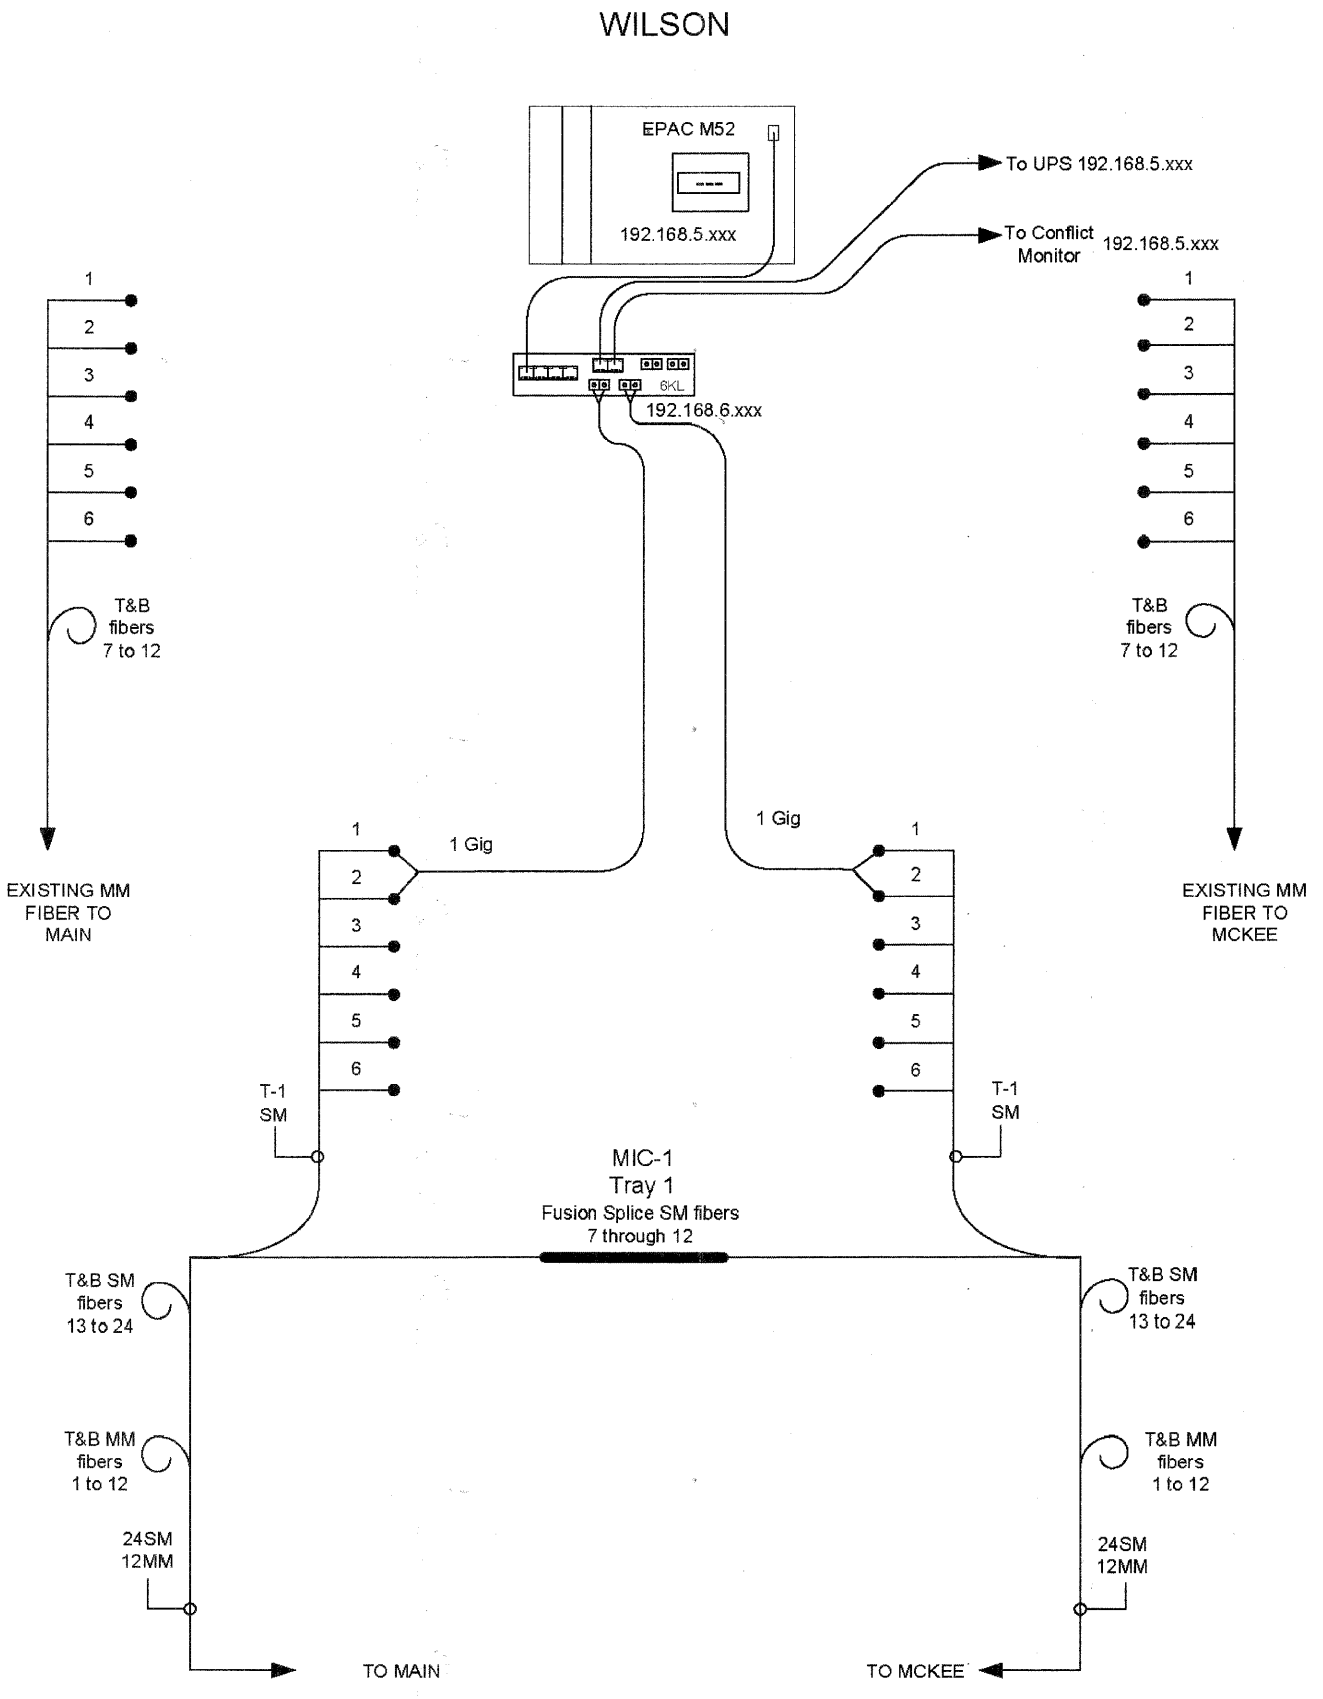 WILSON
EPAC M52
192.168.5.xxx
To UPS 192.168.5.xxx
To Conflict
Monitor
192.168.5.xxx
6KL
192.168.6.xxx
1
2
3
4
5
6
T&B
fibers
7 to 12
EXISTING MM
FIBER TO
MAIN
1
2
3
4
5
6
T&B
fibers
7 to 12
EXISTING MM
FIBER TO
MCKEE
1 Gig
1
2
3
4
5
6
T-1
SM
1 Gig
1
2
3
4
5
6
T-1
SM
MIC-1
Tray 1
Fusion Splice SM fibers
7 through 12
T&B SM
fibers
13 to 24
T&B MM
fibers
1 to 12
24SM
12MM
TO MAIN
T&B SM
fibers
13 to 24
T&B MM
fibers
1 to 12
24SM
12MM
TO MCKEE